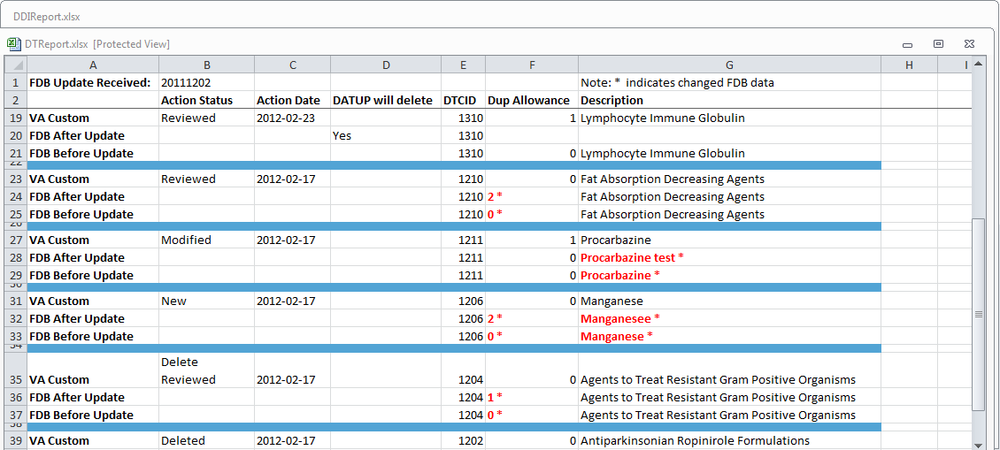 DDIReport.xlsx
DTReport.xlsx [Protected View]
A B C D E F G H I
1 FDB Update Received: 20111202 Note: * indicates changed FDB data
2 Action Status Action Date DATUP will delete DTCID Dup Allowance Description
19 VA Custom Reviewed 2012-02-23 1310 1 Lymphocyte Immune Globulin
20 FDB After Update Yes 1310
21 FDB Before Update 1310 0 Lymphocyte Immune Globulin
22
23 VA Custom Reviewed 2012-02-17 1210 0 Fat Absorption Decreasing Agents
24 FDB After Update 1210 2 * Fat Absorption Decreasing Agents
25 FDB Before Update 1210 0 * Fat Absorption Decreasing Agents
26
27 VA Custom Modified 2012-02-17 1211 1 Procarbazine
28 FDB After Update 1211 0 Procarbazine test *
29 FDB Before Update 1211 0 Procarbazine *
30
31 VA Custom New 2012-02-17 1206 0 Manganese
32 FDB After Update 1206 2 * Manganesee *
33 FDB Before Update 1206 0 * Manganese *
34
Delete
35 VA Custom Reviewed 2012-02-17 1204 0 Agents to Treat Resistant Gram Positive Organisms
36 FDB After Update 1204 1 * Agents to Treat Resistant Gram Positive Organisms
37 FDB Before Update 1204 0 * Agents to Treat Resistant Gram Positive Organisms
38
39 VA Custom Deleted 2012-02-17 1202 0 Antiparkinsonian Ropinirole Formulations